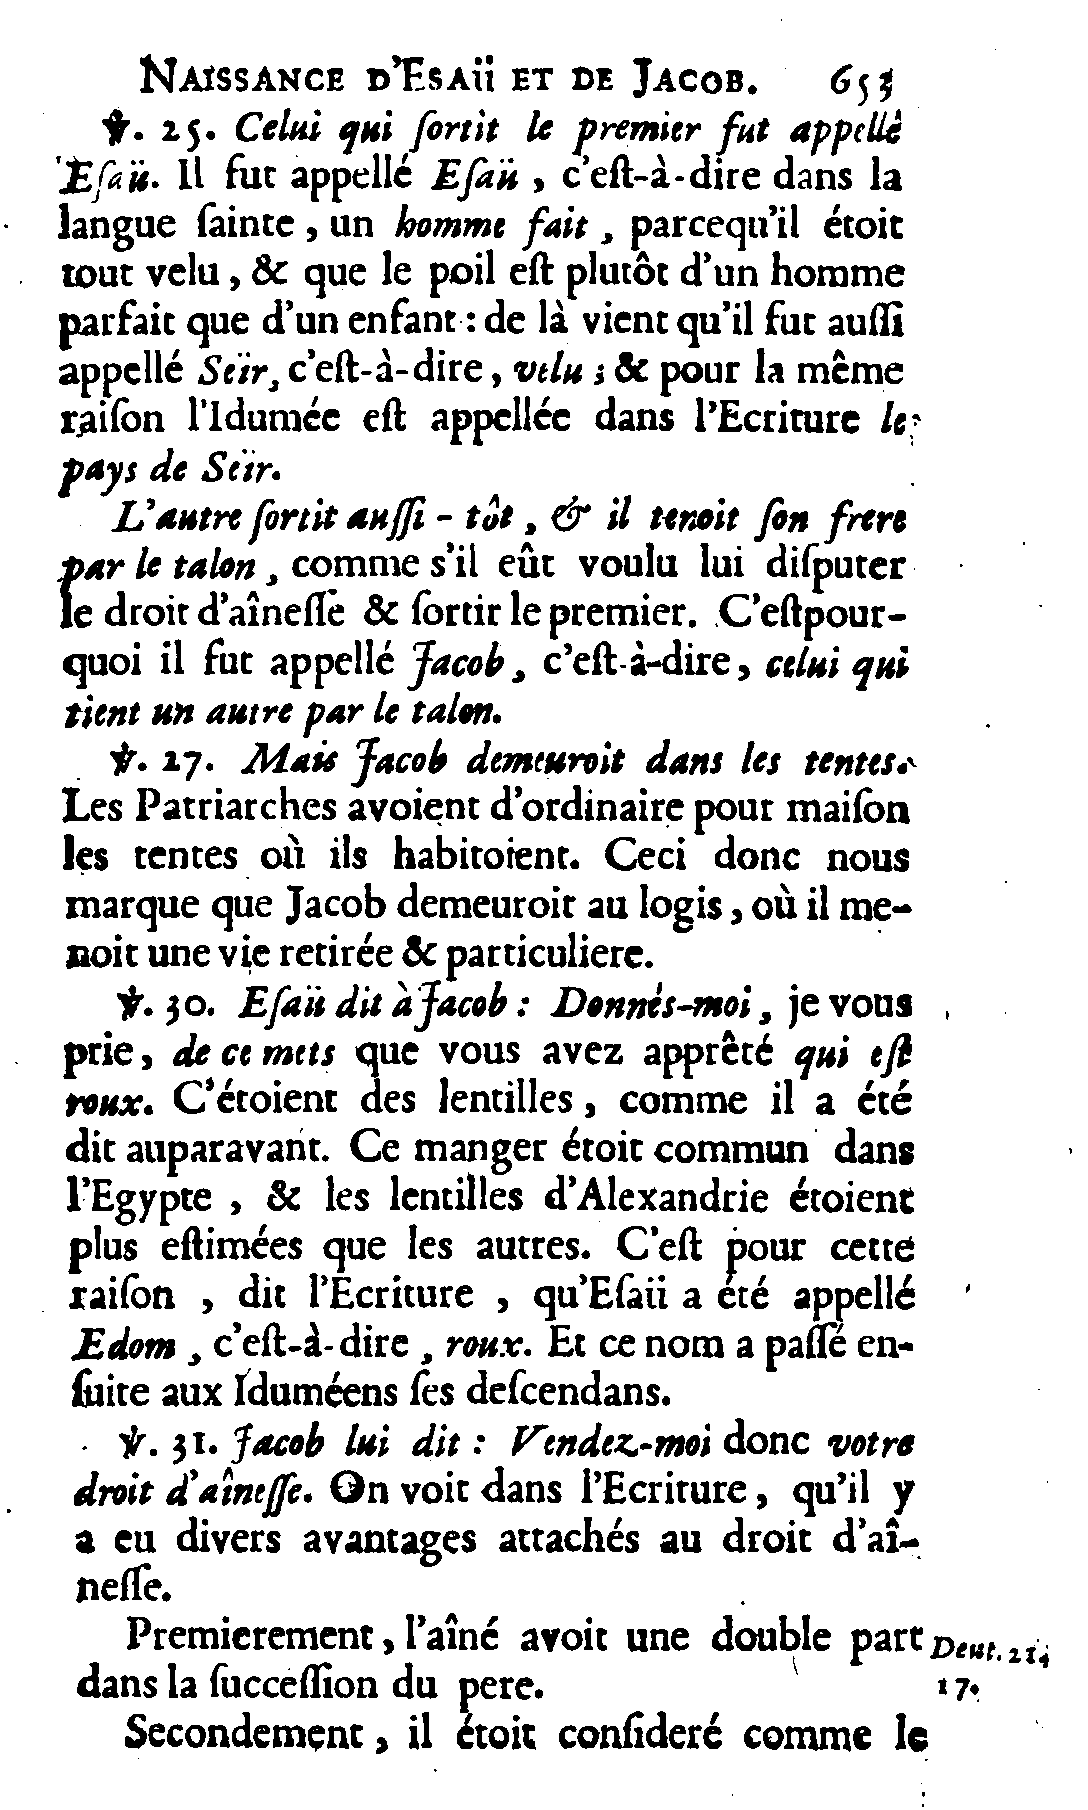 NAISSANCE D'ESAii ET DE JACOB. 653
℣. 25. Celui qui ſortit le premier fut appellé
Eſaü. Il fut appellé Eſaü, c'eſt-à-dire dans la
langue ſainte, un homme fait, parcequ'il étoit
tout velu, & que le poil eſt plutôt d'un homme
parfait que d'un enfant: de là vient qu'il fut auſſi
appellé Seïr, c'eſt-à-dire, velu; & pour la même
raiſon l'Idumée eſt appellée dans l'Ecriture le
pays de Seïr.
L'autre ſortit auſſi-tôt, & il tenoit ſon frere
par le talon, comme s'il eût voulu lui diſputer
le droit d'aîneſſe & ſortir le premier. C'eſtpour-
quoi il fut appellé Jacob, c'eſt-à-dire, celui qui
tient un autre par le talon.
℣. 27. Mais Jacob demeuroit dans les tentes.
Les Patriarches avoient d'ordinaire pour maiſon
les tentes où ils habitoient. Ceci donc nous
marque que Jacob demeuroit au logis, où il me-
noit une vie retirée & particuliere.
℣. 30. Eſaü dit à Jacob: Donnés-moi, je vous
prie, de ce mets que vous avez apprêté qui eſt
roux. C'étoient des lentilles, comme il a été
dit auparavant. Ce manger étoit commun dans
l'Egypte, & les lentilles d'Alexandrie étoient
plus eſtimées que les autres. C'eſt pour cette
raiſon, dit l'Ecriture, qu'Eſaii a été appellé
Edom, c'eſt-à-dire, roux. Et ce nom a paſſé en-
ſuite aux Iduméens ſes deſcendans.
℣. 31. Jacob lui dit: Vendez-moi donc votre
droit d'aîneſſe. On voit dans l'Ecriture, qu'il y
a eu divers avantages attachés au droit d'aî-
neſſe.
Premierement, l'aîné avoit une double part
Deut. 21.
dans la ſucceſſion du pere.
17.
Secondement, il étoit conſideré comme le